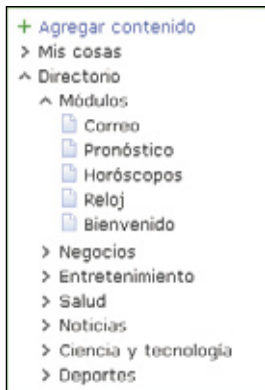 + Agregar contenido
> Mis cosas
Directorio
Módulos
Correo
Pronóstico
Horóscopos
Reloj
Bienvenido
> Negocios
> Entretenimiento
> Salud
> Noticias
> Ciencia y tecnología
> Deportes